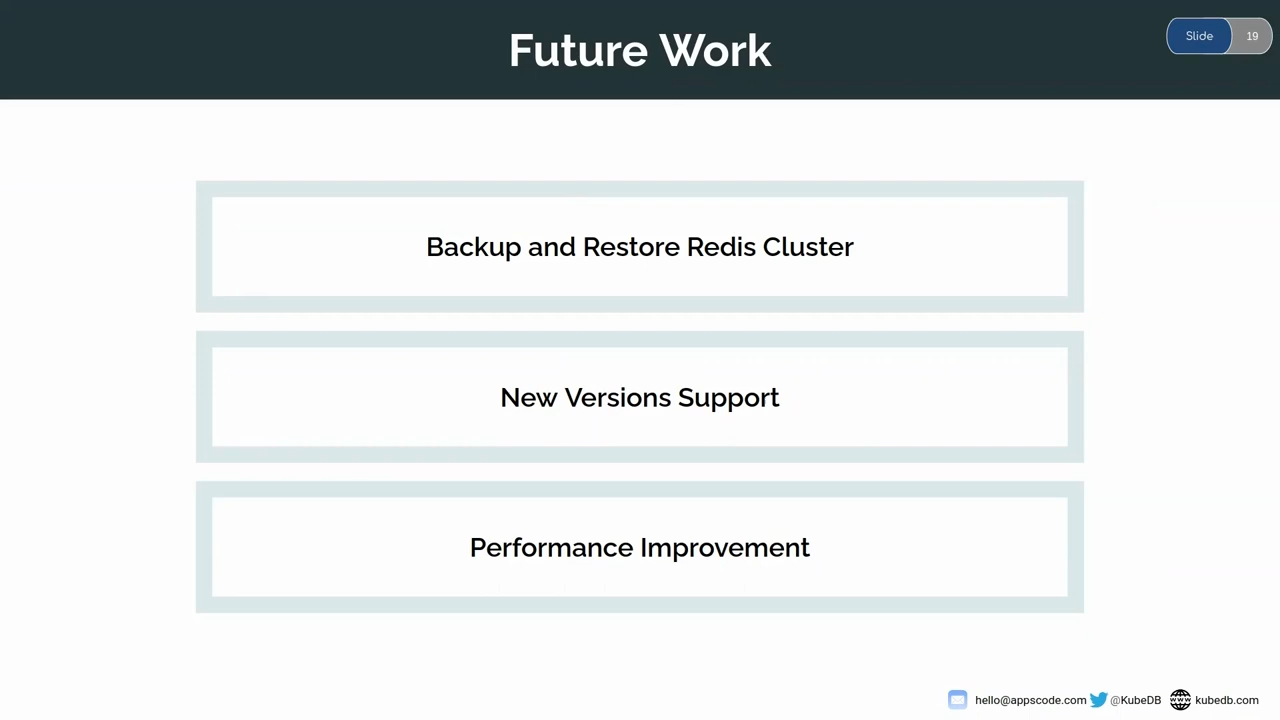 Future Work
Slide 19
Backup and Restore Redis Cluster
New Versions Support
Performance Improvement
hello@appscode.com @KubeDB kubedb.com